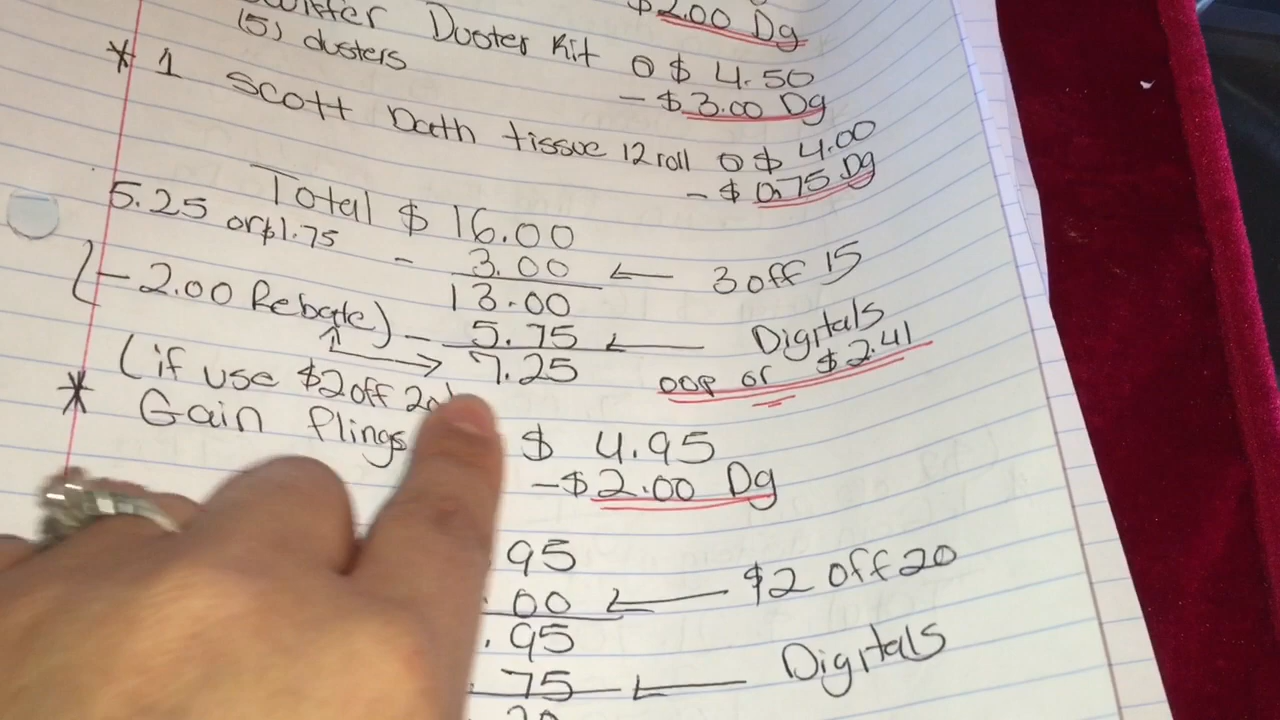 $2.00 Dg
Duster Kit
(5) dusters
O $ 4.50
- $3.00 Dg
* 1 Scott bath tissue 12 roll O $ 4.00
- $ 0.75 Dg
Total $ 16.00
5.25 or $1.75
- 3.00 ← 3 off 15
13.00
(-2.00 Rebate) - 5.75 ← Digitals
7.25 oop or $2.41
(if use $2 off 20
* Gain flings $ 4.95
-$2.00 Dg
95
.00 ← $2 off 20
.95
75 ← Digitals